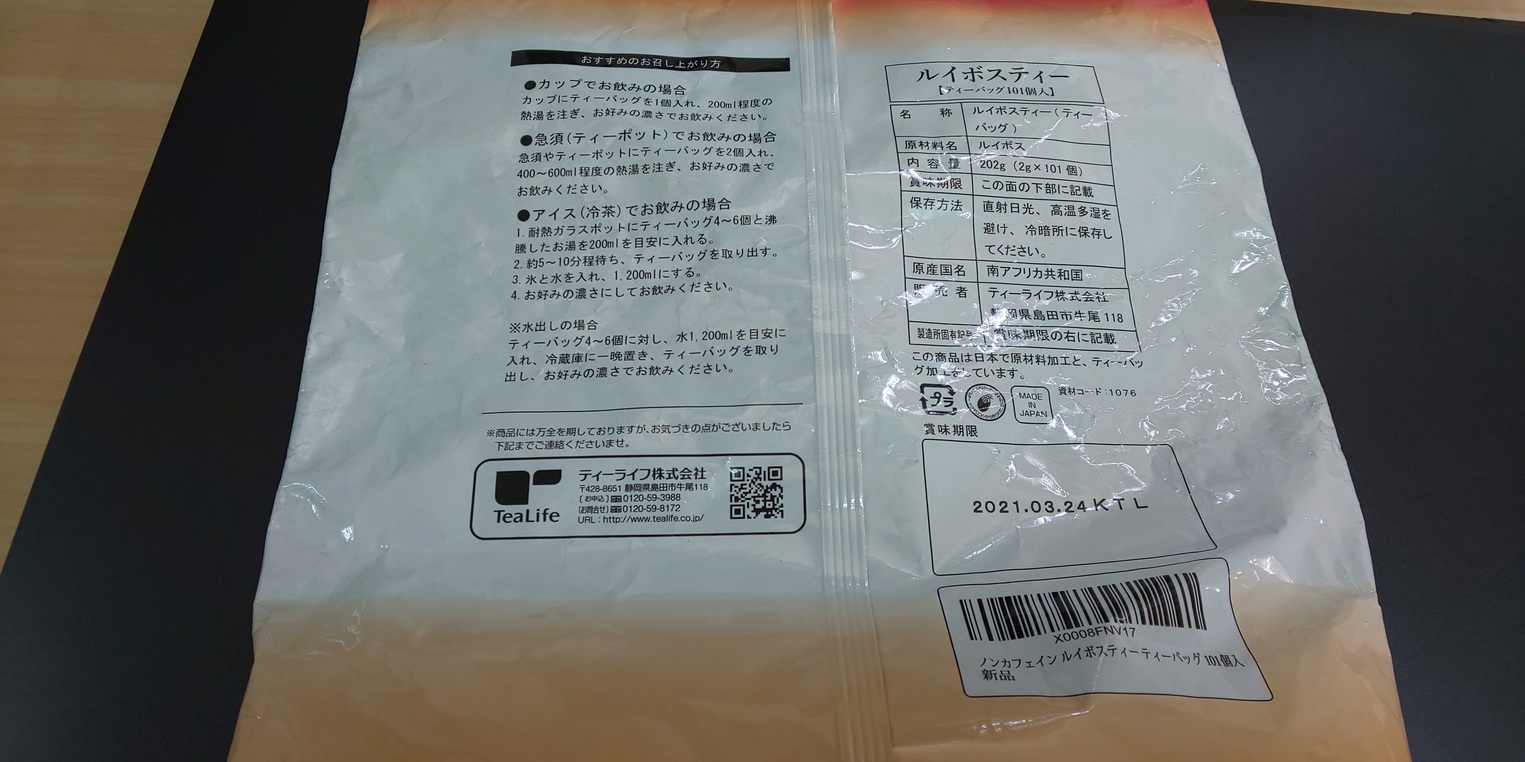 おすすめのお召し上がり方
●カップでお飲みの場合
カップにティーバッグを1個入れ、200ml程度の
熱湯を注ぎ、お好みの濃さでお飲みください。
●急須(ティーポット)でお飲みの場合
急須やティーポットにティーバッグを2個入れ、
400～600ml程度の熱湯を注ぎ、お好みの濃さで
お飲みください。
●アイス(冷茶)でお飲みの場合
1. 耐熱ガラスポットにティーバッグ4～6個と沸
騰したお湯を200mlを目安に入れる。
2. 約5～10分程待ち、ティーバッグを取り出す。
3. 氷と水を入れ、1,200mlにする。
4. お好みの濃さにしてお飲みください。
※水出しの場合
ティーバッグ4～6個に対し、水1,200mlを目安に
入れ、冷蔵庫に一晩置き、ティーバッグを取り
出し、お好みの濃さでお飲みください。
※商品には万全を期しておりますが、お気づきの点がございましたら
下記までご連絡くださいませ。
TeaLife
ティーライフ株式会社
〒428-8651 静岡県島田市牛尾118
(お申込) 0120-59-3988
(お問合せ) 0120-59-8172
URL : http://www.tealife.co.jp/
ルイボスティー
【ティーバッグ101個入】
名 称 ルイボスティー(ティー
バッグ)
原材料名 ルイボス
内容量 202g (2g×101個)
賞味期限 この面の下部に記載
保存方法 直射日光、高温多湿を
避け、冷暗所に保存し
てください。
原産国名 南アフリカ共和国
販売者 ティーライフ株式会社
静岡県島田市牛尾118
製造所固有記号 賞味期限の右に記載
この商品は日本で原材料加工と、ティーバッ
グ加工をしています。
プラ
MADE
IN
JAPAN
資材コード:1076
賞味期限
2021.03.24 KTL
X0008FNV17
ノンカフェイン ルイボスティーティーバッグ 101個入
新品